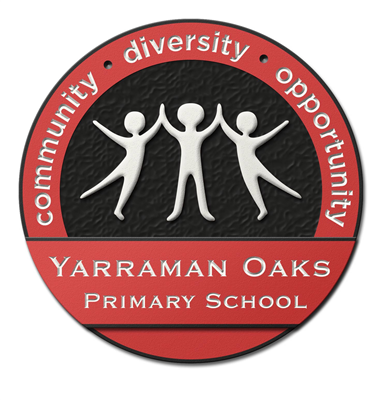 community • diversity • opportunity
YARRAMAN OAKS
PRIMARY SCHOOL